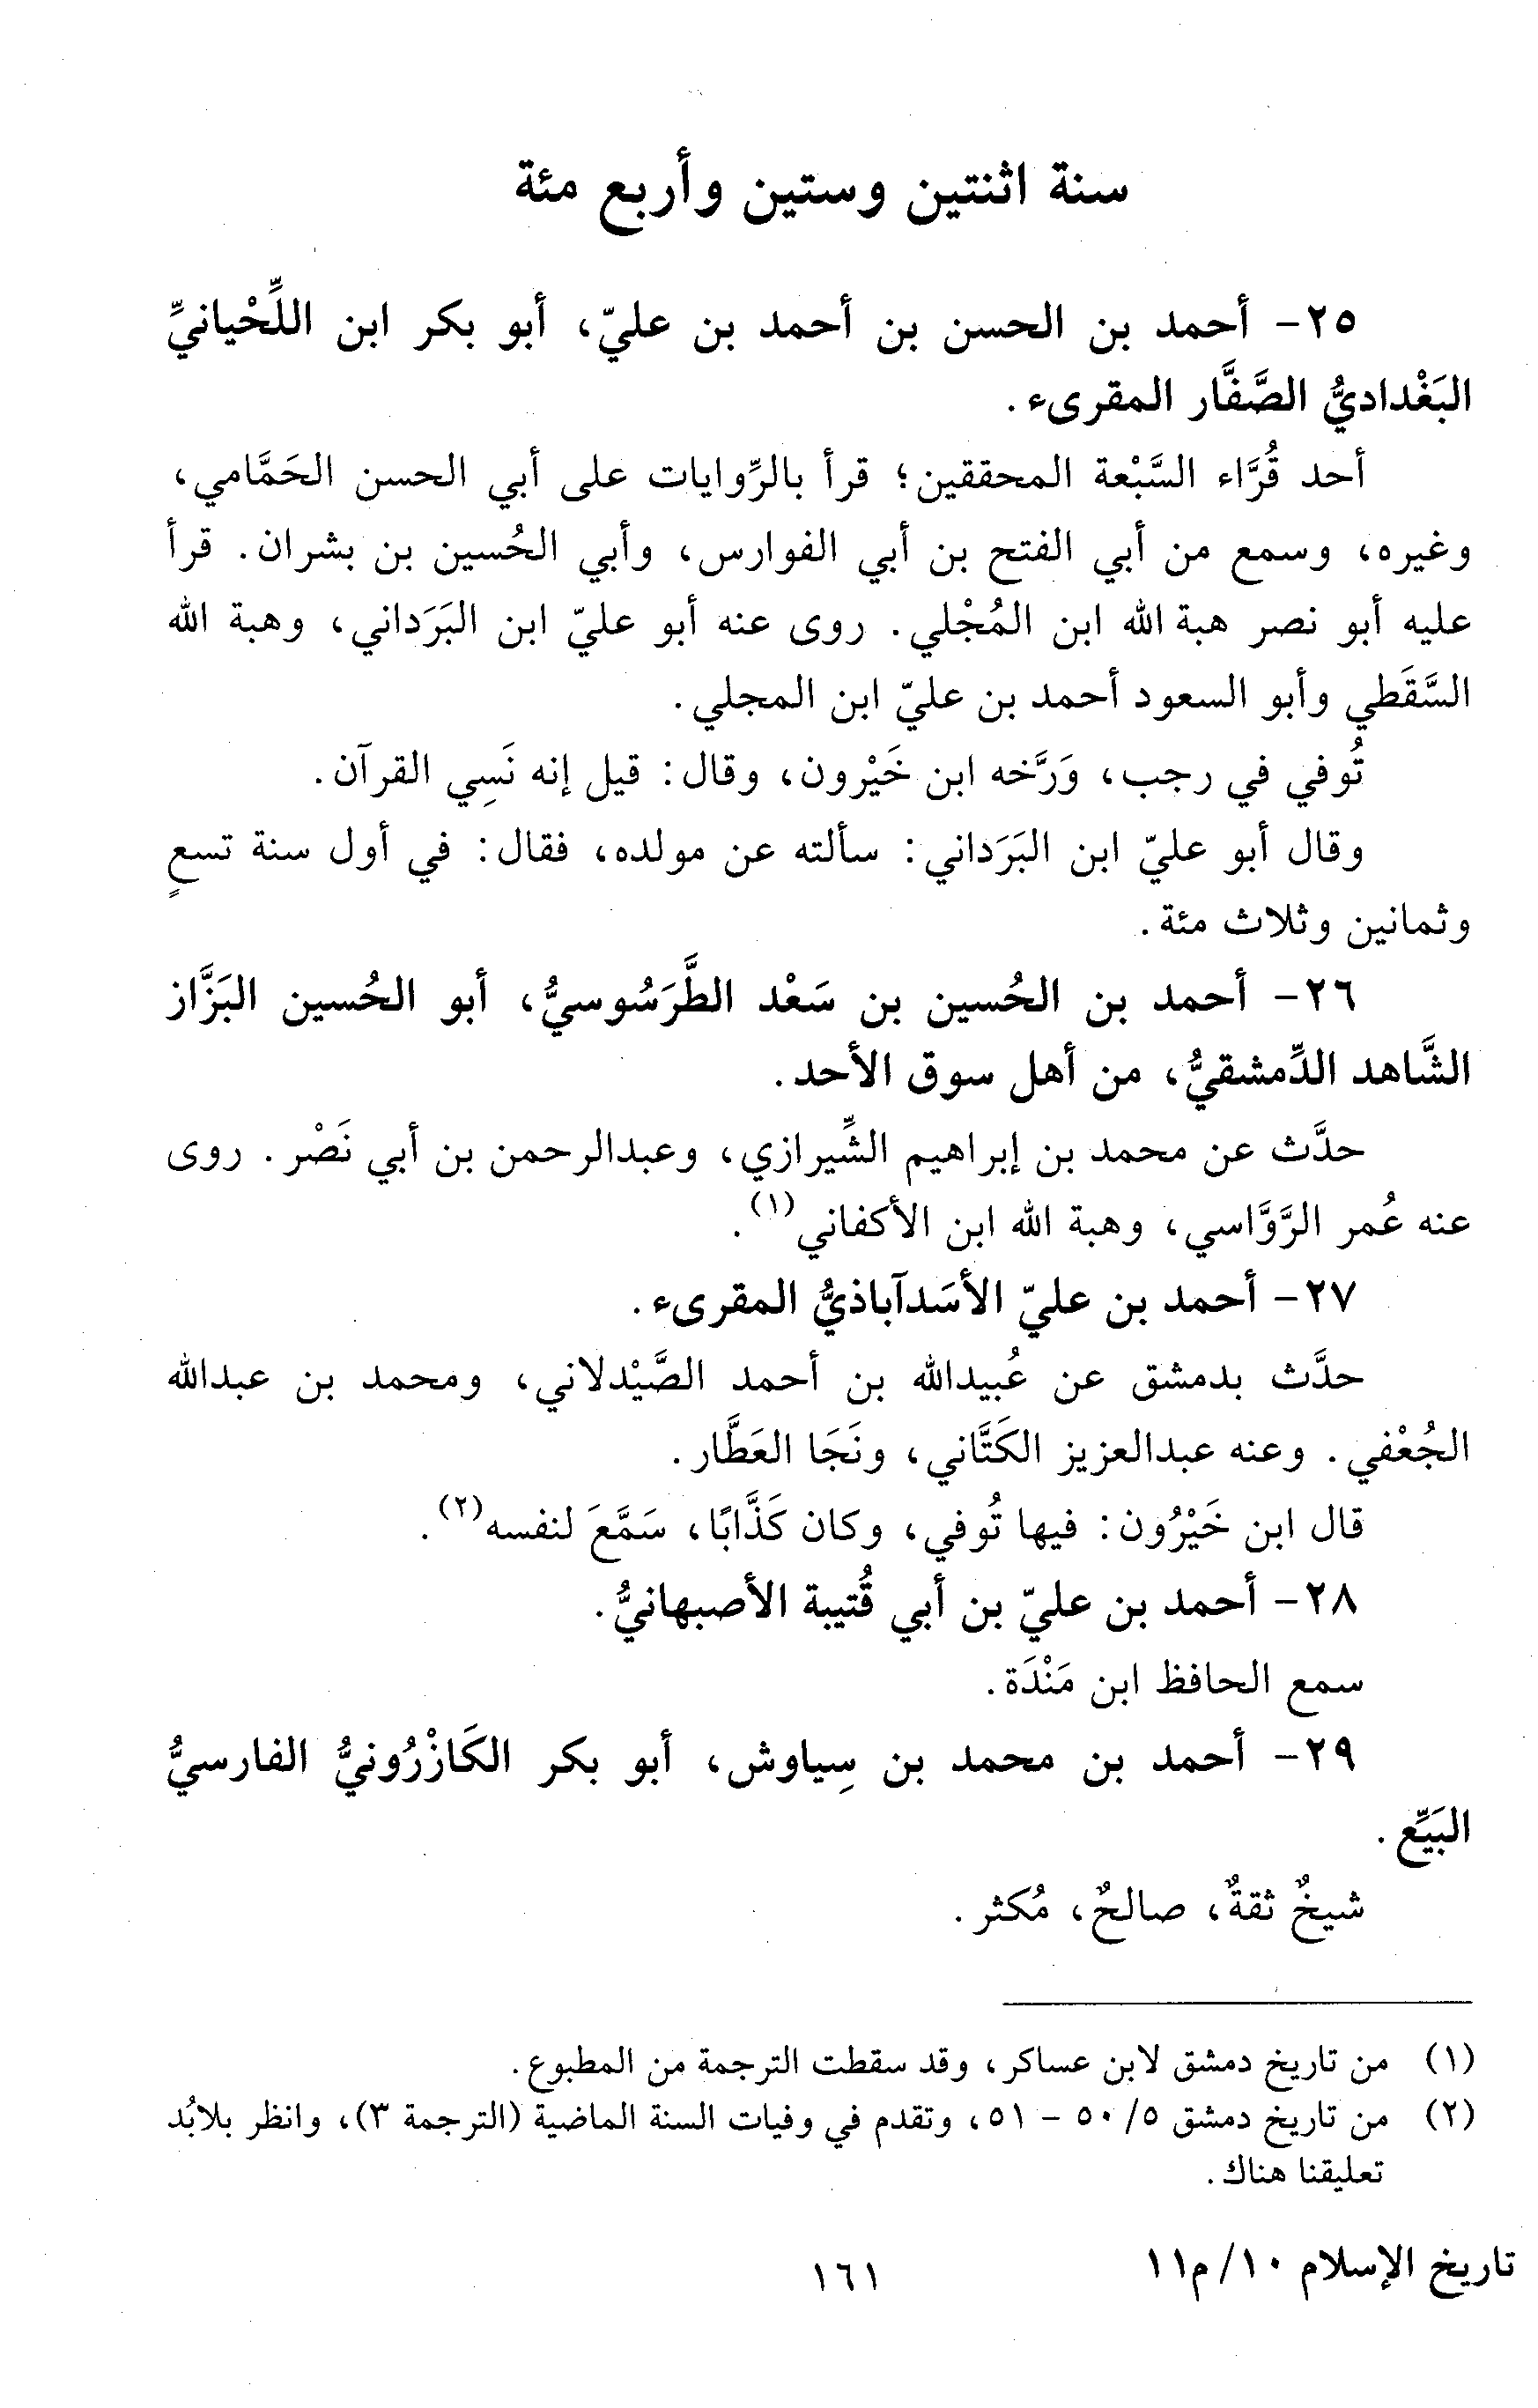 سنة اثنتين وستين وأربع مئة
٢٥- أحمد بن الحسن بن أحمد بن عليّ، أبو بكر ابن اللِّحْيانيِّ
البَغْداديُّ الصَّفَّار المقرىء.
أحد قُرَّاء السَّبْعة المحققين؛ قرأ بالرِّوايات على أبي الحسن الحَمَّامي،
وغيره، وسمع من أبي الفتح بن أبي الفوارس، وأبي الحُسين بن بشران. قرأ
عليه أبو نصر هبة الله ابن المُجْلي. روى عنه أبو عليّ ابن البَرَداني، وهبة الله
السَّقَطي وأبو السعود أحمد بن عليّ ابن المجلي.
تُوفي في رجب، وَرَّخه ابن خَيْرون، وقال: قيل إنه نَسِي القرآن.
وقال أبو عليّ ابن البَرَداني: سألته عن مولده، فقال: في أول سنة تسعٍ
وثمانين وثلاث مئة.
٢٦- أحمد بن الحُسين بن سَعْد الطَّرَسُوسيُّ، أبو الحُسين البَزَّاز
الشَّاهد الدِّمشقيُّ، من أهل سوق الأحد.
حدَّث عن محمد بن إبراهيم الشِّيرازي، وعبدالرحمن بن أبي نَصْر. روى
عنه عُمر الرَّوَّاسي، وهبة الله ابن الأكفاني(١).
٢٧- أحمد بن عليّ الأسَدآباذيُّ المقرىء.
حدَّث بدمشق عن عُبيدالله بن أحمد الصَّيْدلاني، ومحمد بن عبدالله
الجُعْفي. وعنه عبدالعزيز الكَتَّاني، ونَجَا العَطَّار.
قال ابن خَيْرُون: فيها تُوفي، وكان كَذَّابًا، سَمَّعَ لنفسه(٢).
٢٨- أحمد بن عليّ بن أبي قُتيبة الأصبهانيُّ.
سمع الحافظ ابن مَنْدَة.
٢٩- أحمد بن محمد بن سِياوش، أبو بكر الكَازْرُونيُّ الفارسيُّ
البَيِّع.
شيخٌ ثقةٌ، صالحٌ، مُكثر.
(١) من تاريخ دمشق لابن عساكر، وقد سقطت الترجمة من المطبوع.
(٢) من تاريخ دمشق ٥/ ٥٠ - ٥١، وتقدم في وفيات السنة الماضية (الترجمة ٣)، وانظر بلابُد
تعليقنا هناك.
تاريخ الإسلام ١٠/ م١١
١٦١